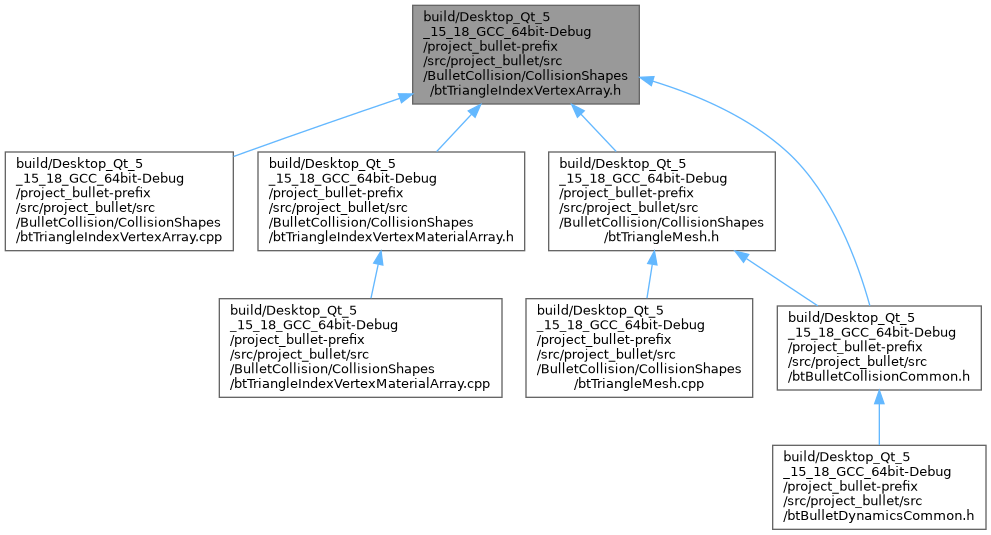 build/Desktop_Qt_5
_15_18_GCC_64bit-Debug
/project_bullet-prefix
/src/project_bullet/src
/BulletCollision/CollisionShapes
/btTriangleIndexVertexArray.h
build/Desktop_Qt_5
_15_18_GCC_64bit-Debug
/project_bullet-prefix
/src/project_bullet/src
/BulletCollision/CollisionShapes
/btTriangleIndexVertexArray.cpp
build/Desktop_Qt_5
_15_18_GCC_64bit-Debug
/project_bullet-prefix
/src/project_bullet/src
/BulletCollision/CollisionShapes
/btTriangleIndexVertexMaterialArray.h
build/Desktop_Qt_5
_15_18_GCC_64bit-Debug
/project_bullet-prefix
/src/project_bullet/src
/BulletCollision/CollisionShapes
/btTriangleMesh.h
build/Desktop_Qt_5
_15_18_GCC_64bit-Debug
/project_bullet-prefix
/src/project_bullet/src
/BulletCollision/CollisionShapes
/btTriangleIndexVertexMaterialArray.cpp
build/Desktop_Qt_5
_15_18_GCC_64bit-Debug
/project_bullet-prefix
/src/project_bullet/src
/BulletCollision/CollisionShapes
/btTriangleMesh.cpp
build/Desktop_Qt_5
_15_18_GCC_64bit-Debug
/project_bullet-prefix
/src/project_bullet/src
/btBulletCollisionCommon.h
build/Desktop_Qt_5
_15_18_GCC_64bit-Debug
/project_bullet-prefix
/src/project_bullet/src
/btBulletDynamicsCommon.h